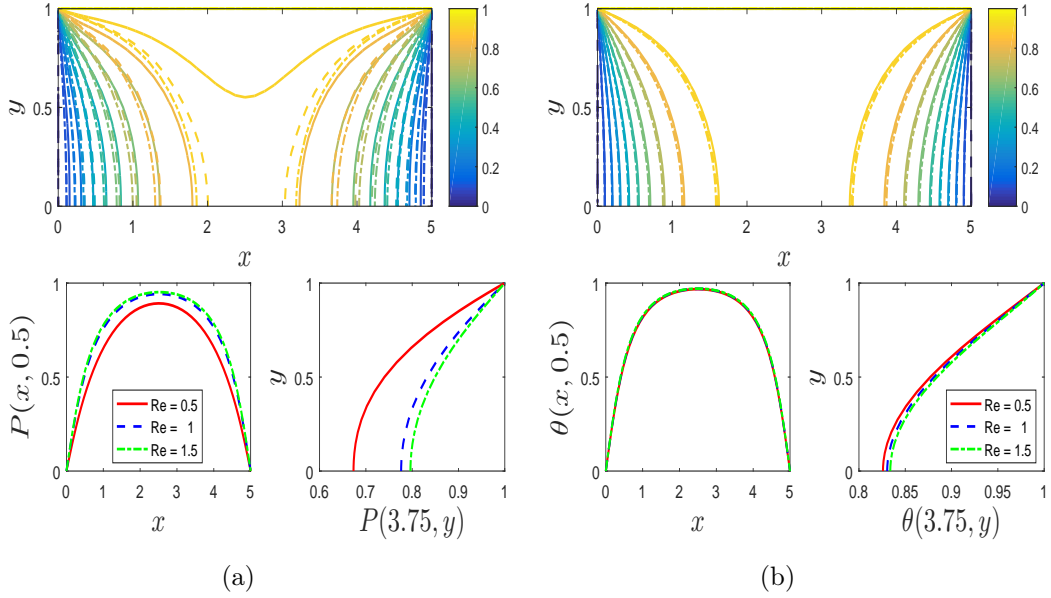 1
0.5
0
y
0 1 2 3 4 5
x
1
0.8
0.6
0.4
0.2
0
1
0.5
0
y
0 1 2 3 4 5
x
1
0.8
0.6
0.4
0.2
0
1
0.5
0
P(x, 0.5)
Re = 0.5
Re = 1
Re = 1.5
0 1 2 3 4 5
x
1
0.5
0
y
0.6 0.7 0.8 0.9 1
P(3.75, y)
1
0.5
0
θ(x, 0.5)
0 1 2 3 4 5
x
1
0.5
0
y
Re = 0.5
Re = 1
Re = 1.5
0.8 0.85 0.9 0.95 1
θ(3.75, y)
(a)
(b)